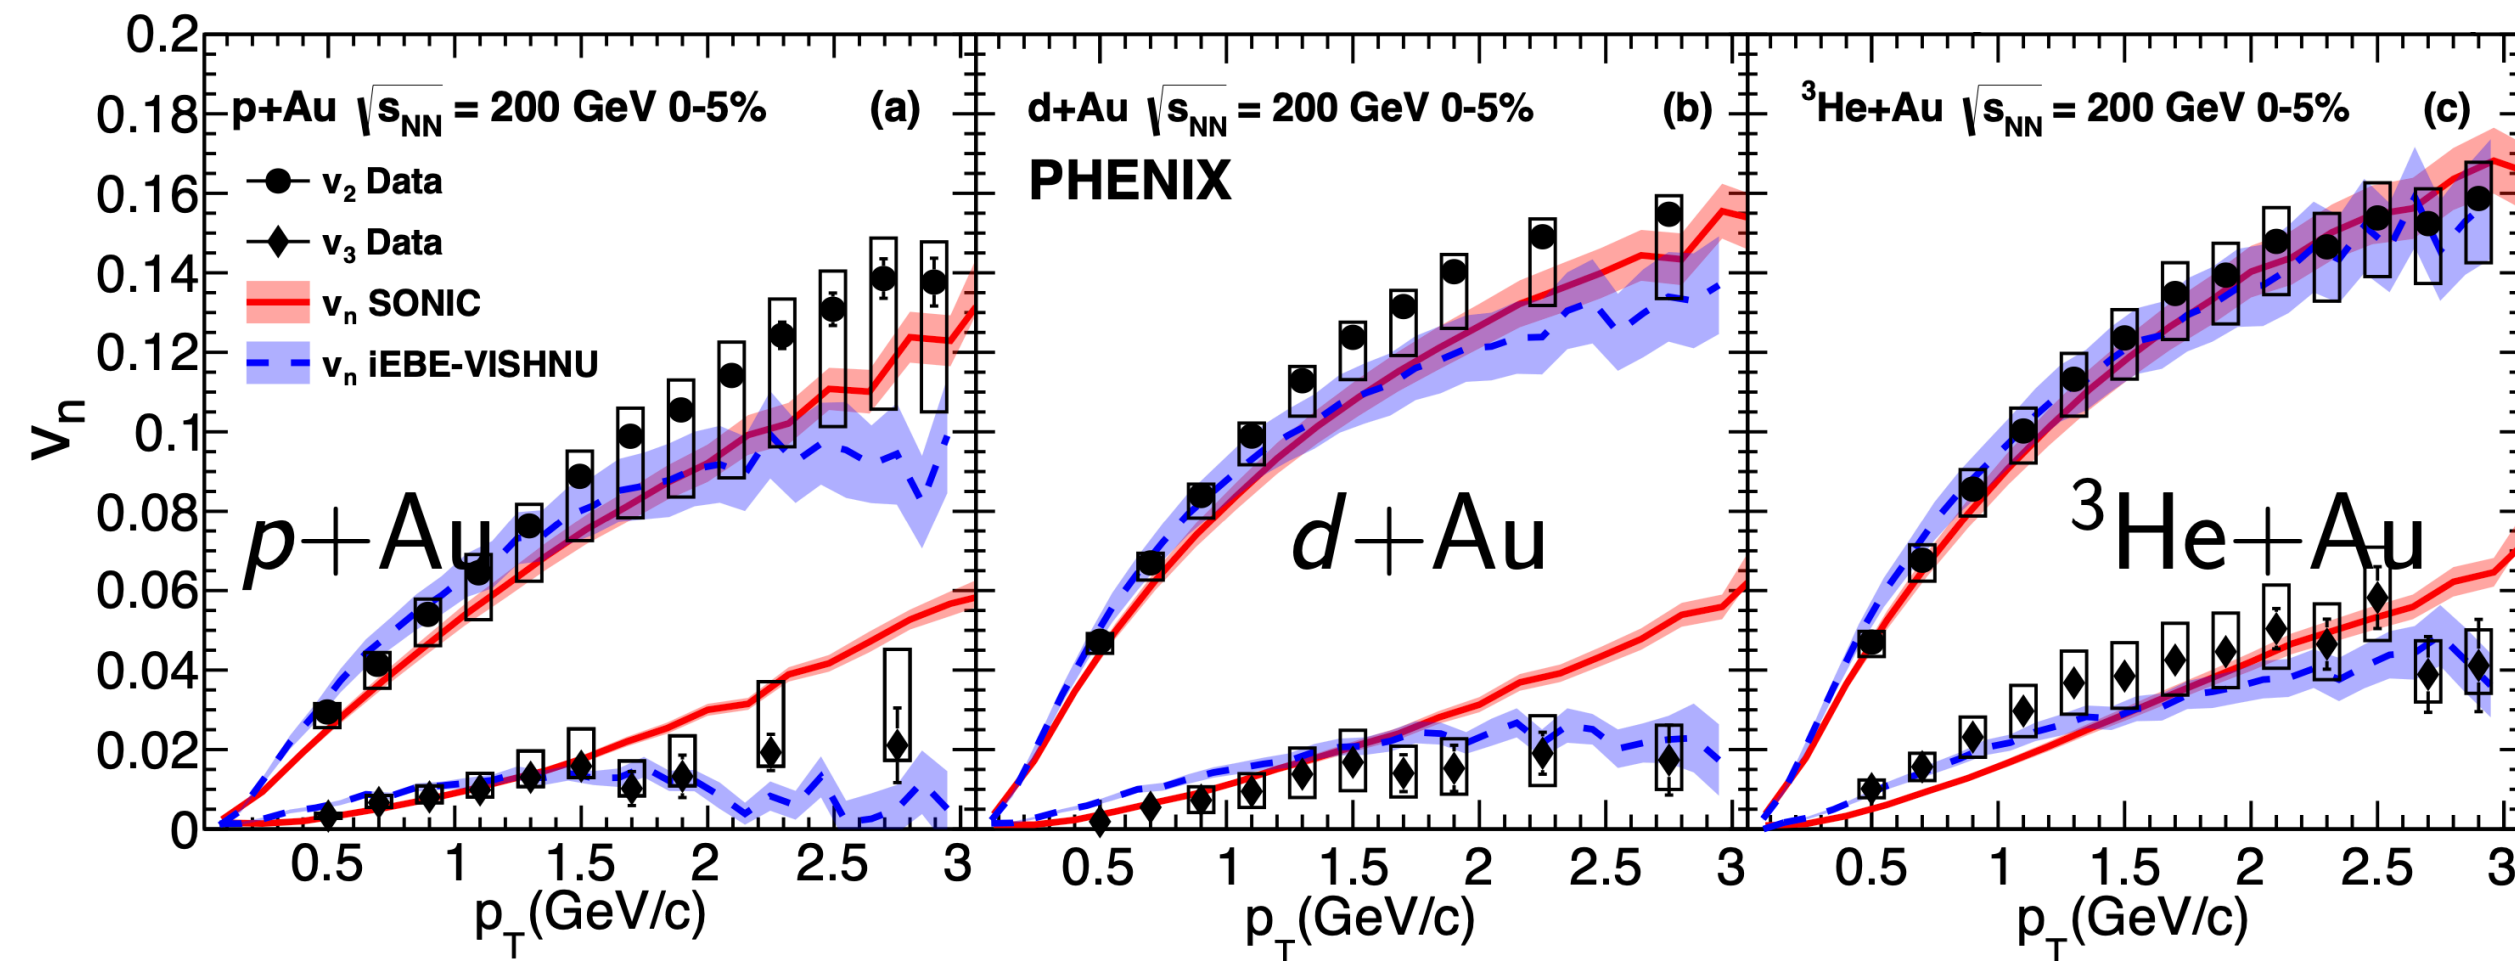 p+Au √sNN = 200 GeV 0-5% (a)
v2 Data
v3 Data
vn SONIC
vn iEBE-VISHNU
p+Au
d+Au √sNN = 200 GeV 0-5% (b)
PHENIX
d+Au
3He+Au √sNN = 200 GeV 0-5% (c)
3He+Au
vn
0.2
0.18
0.16
0.14
0.12
0.1
0.08
0.06
0.04
0.02
0
0.5 1 1.5 2 2.5 3
0.5 1 1.5 2 2.5 3
0.5 1 1.5 2 2.5 3
pT(GeV/c)
pT(GeV/c)
pT(GeV/c)